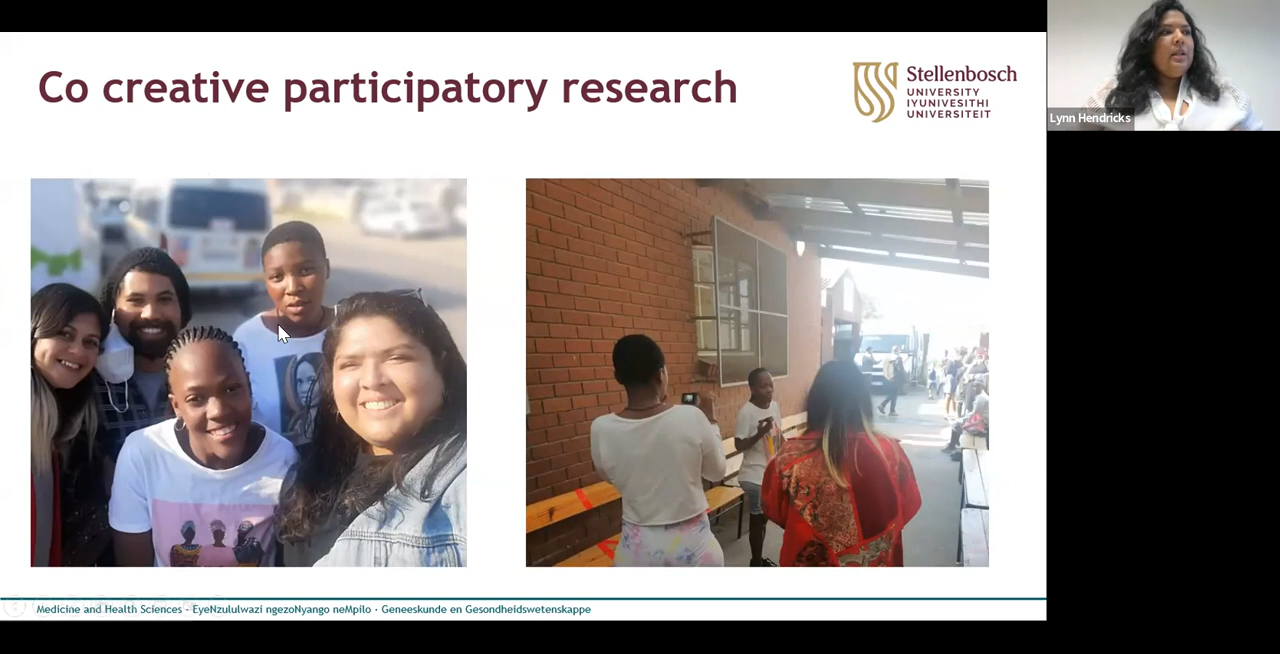 Co creative participatory research
Stellenbosch
UNIVERSITY
IYUNIVESITHI
UNIVERSITEIT
Lynn Hendricks
Medicine and Health Sciences - EyeNzululwazi ngezoNyango neMpilo · Geneeskunde en Gesondheidswetenskappe